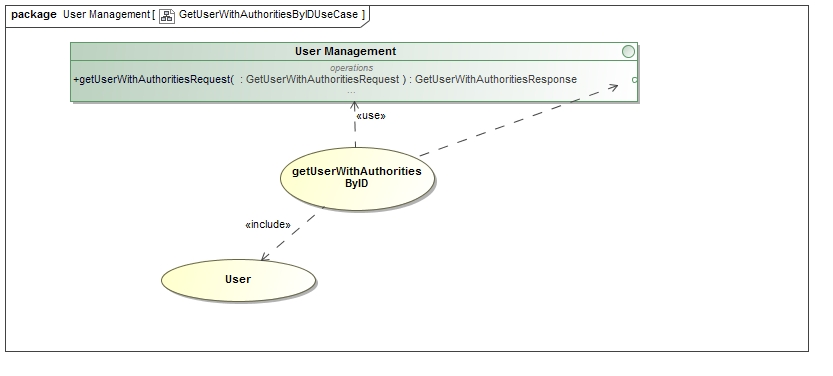 package User Management [ GetUserWithAuthoritiesByIDUseCase ]
User Management
operations
+getUserWithAuthoritiesRequest( : GetUserWithAuthoritiesRequest ) : GetUserWithAuthoritiesResponse
...
«use»
getUserWithAuthorities
ByID
«include»
User